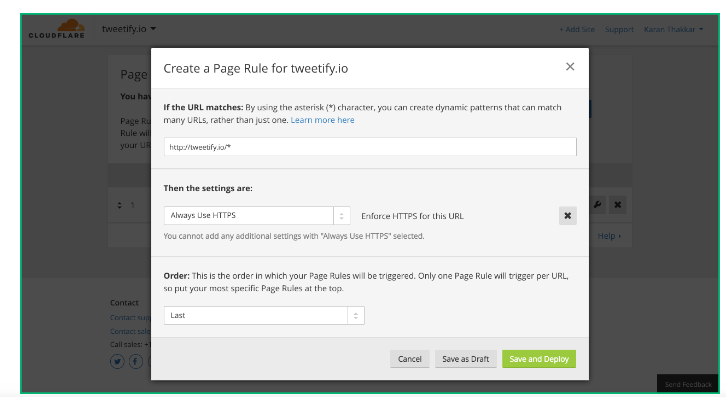 CLOUDFLARE
tweetify.io
+ Add Site Support Karan Thakkar
Page
Create a Page Rule for tweetify.io
You hav
If the URL matches: By using the asterisk (*) character, you can create dynamic patterns that can match
many URLs, rather than just one. Learn more here
Page Ru
Rule will
your UR
http://tweetify.io/*
Then the settings are:
1
Always Use HTTPS
Enforce HTTPS for this URL
You cannot add any additional settings with "Always Use HTTPS" selected.
Help
Order: This is the order in which your Page Rules will be triggered. Only one Page Rule will trigger per URL,
so put your most specific Page Rules at the top.
Contact
Contact sup
Contact sale
Last
Call sales: +
Cancel
Save as Draft
Save and Deploy
Send Feedback